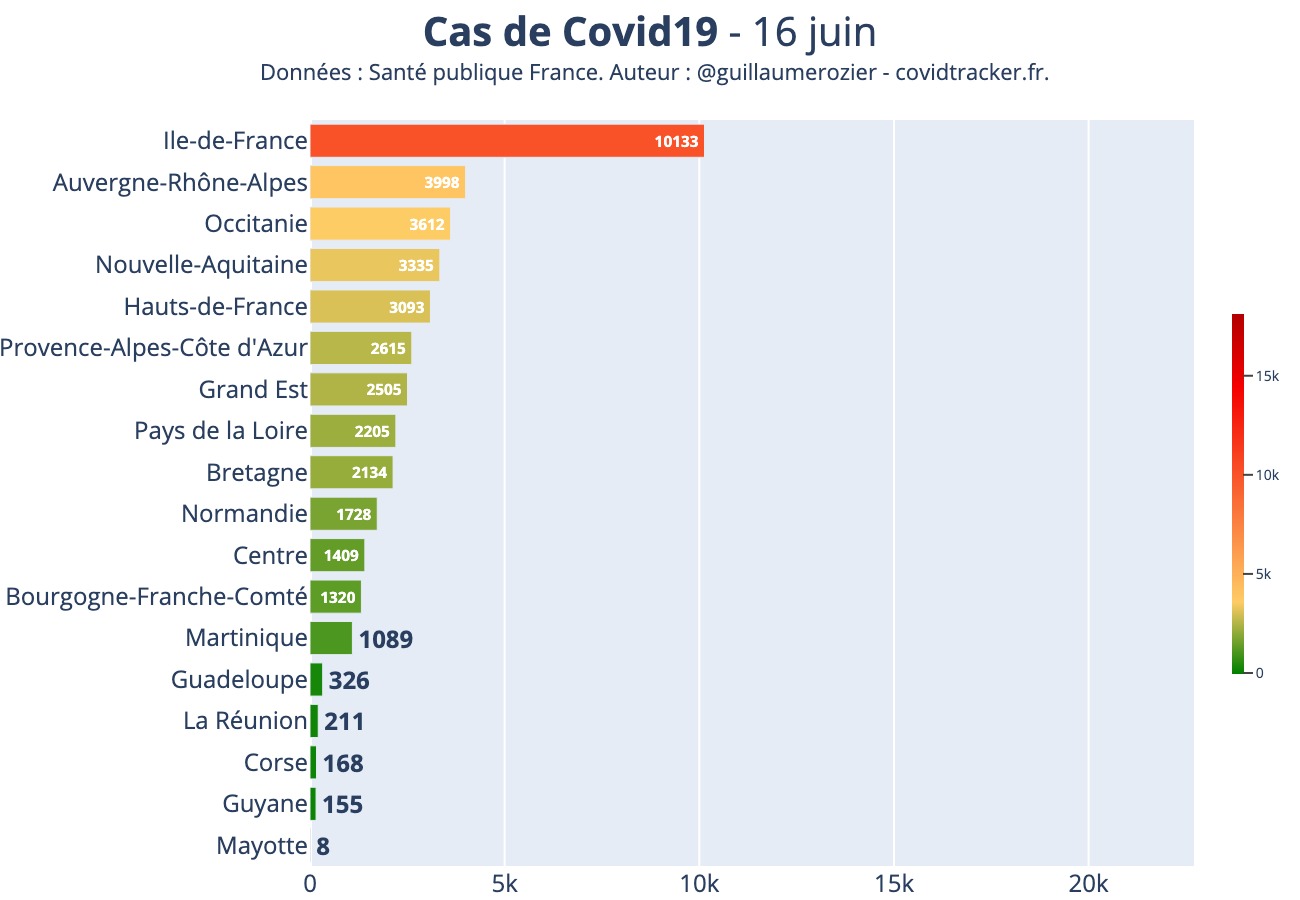 Cas de Covid19 - 16 juin
Données : Santé publique France. Auteur : @guillaumerozier - covidtracker.fr.
Ile-de-France 10133
Auvergne-Rhône-Alpes 3998
Occitanie 3612
Nouvelle-Aquitaine 3335
Hauts-de-France 3093
Provence-Alpes-Côte d'Azur 2615
Grand Est 2505
Pays de la Loire 2205
Bretagne 2134
Normandie 1728
Centre 1409
Bourgogne-Franche-Comté 1320
Martinique 1089
Guadeloupe 326
La Réunion 211
Corse 168
Guyane 155
Mayotte 8
0 5k 10k 15k 20k
15k
10k
5k
0